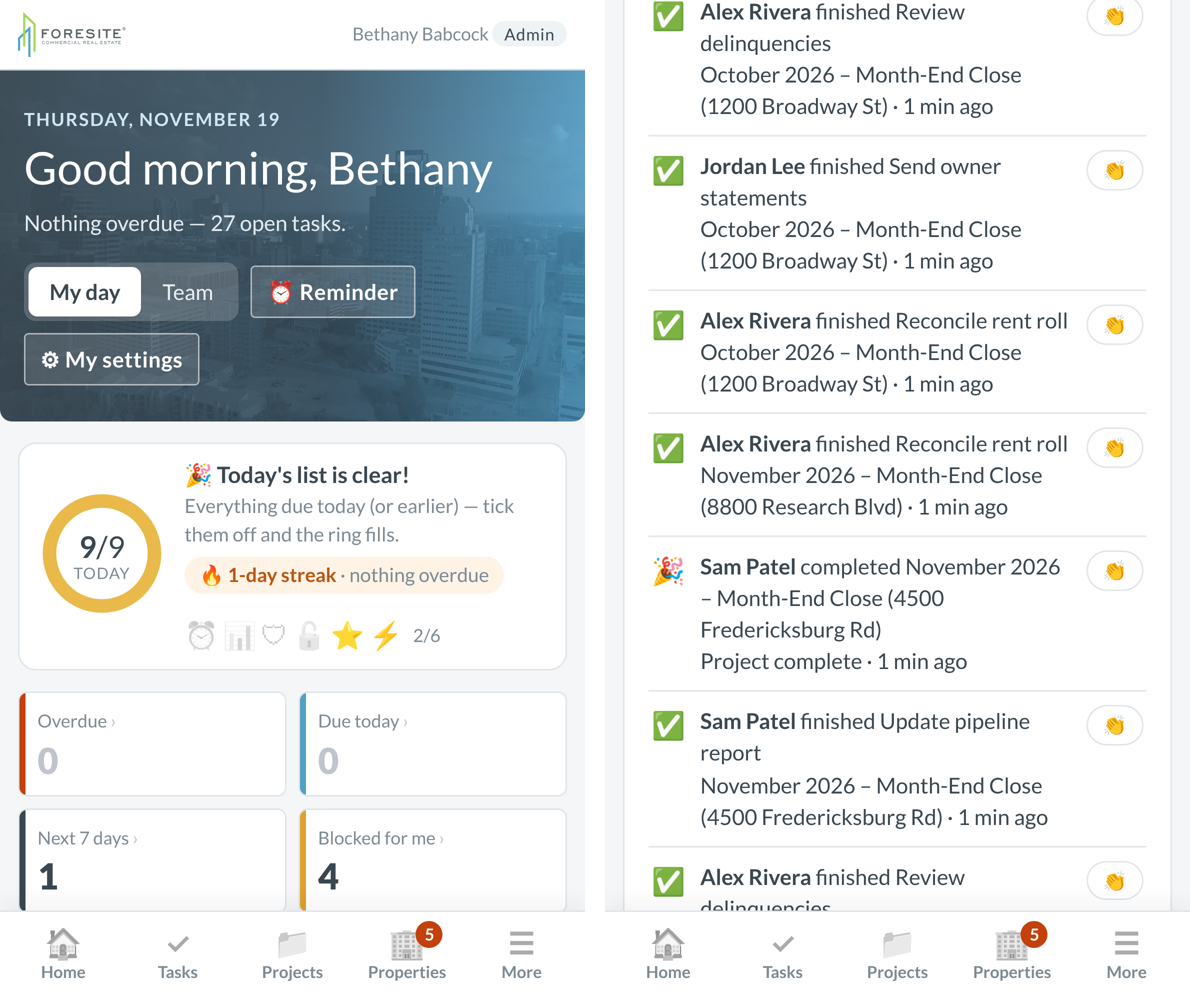 FORESITE
COMMERCIAL REAL ESTATE
Bethany Babcock Admin
THURSDAY, NOVEMBER 19
Good morning, Bethany
Nothing overdue — 27 open tasks.
My day Team ⏰ Reminder
⚙ My settings
🎉 Today's list is clear!
Everything due today (or earlier) — tick
them off and the ring fills.
9/9
TODAY
🔥 1-day streak · nothing overdue
2/6
Overdue ›
0
Due today ›
0
Next 7 days ›
1
Blocked for me ›
4
Home
Tasks
Projects
5
Properties
More
Alex Rivera finished Review
delinquencies
October 2026 – Month-End Close
(1200 Broadway St) · 1 min ago
Jordan Lee finished Send owner
statements
October 2026 – Month-End Close
(1200 Broadway St) · 1 min ago
Alex Rivera finished Reconcile rent roll
October 2026 – Month-End Close
(1200 Broadway St) · 1 min ago
Alex Rivera finished Reconcile rent roll
November 2026 – Month-End Close
(8800 Research Blvd) · 1 min ago
Sam Patel completed November 2026
– Month-End Close (4500
Fredericksburg Rd)
Project complete · 1 min ago
Sam Patel finished Update pipeline
report
November 2026 – Month-End Close
(4500 Fredericksburg Rd) · 1 min ago
Alex Rivera finished Review
delinquencies
Home
Tasks
Projects
5
Properties
More